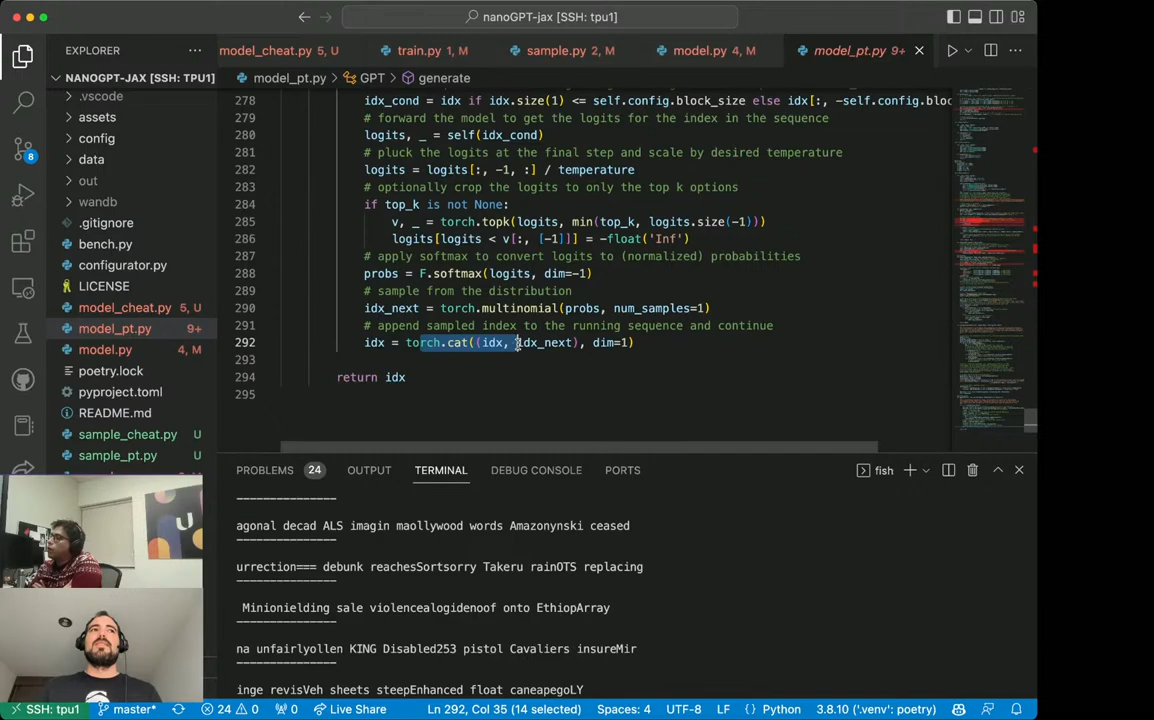 nanoGPT-jax [SSH: tpu1]
EXPLORER
model_cheat.py 5, U
train.py 1, M
sample.py 2, M
model.py 4, M
model_pt.py 9+
NANOGPT-JAX [SSH: TPU1]
model_pt.py > GPT > generate
.vscode
assets
config
data
out
wandb
.gitignore
bench.py
configurator.py
LICENSE
model_cheat.py 5, U
model_pt.py 9+
model.py 4, M
poetry.lock
pyproject.toml
README.md
sample_cheat.py U
sample_pt.py U
8
278 idx_cond = idx if idx.size(1) <= self.config.block_size else idx[:, -self.config.bloc
279 # forward the model to get the logits for the index in the sequence
280 logits, _ = self(idx_cond)
281 # pluck the logits at the final step and scale by desired temperature
282 logits = logits[:, -1, :] / temperature
283 # optionally crop the logits to only the top k options
284 if top_k is not None:
285 v, _ = torch.topk(logits, min(top_k, logits.size(-1)))
286 logits[logits < v[:, [-1]]] = -float('Inf')
287 # apply softmax to convert logits to (normalized) probabilities
288 probs = F.softmax(logits, dim=-1)
289 # sample from the distribution
290 idx_next = torch.multinomial(probs, num_samples=1)
291 # append sampled index to the running sequence and continue
292 idx = torch.cat((idx, idx_next), dim=1)
293
294 return idx
295
PROBLEMS 24 OUTPUT TERMINAL DEBUG CONSOLE PORTS
fish
---------------
agonal decad ALS imagin maollywood words Amazonynski ceased
---------------
urrection=== debunk reachesSortsorry Takeru rainOTS replacing
---------------
Minionielding sale violencealogidenoof onto EthiopArray
---------------
na unfairlyollen KING Disabled253 pistol Cavaliers insureMir
---------------
inge revisVeh sheets steepEnhanced float caneapegoLY
SSH: tpu1 master* 24 0 0 Live Share Ln 292, Col 35 (14 selected) Spaces: 4 UTF-8 LF Python 3.8.10 ('.venv': poetry)